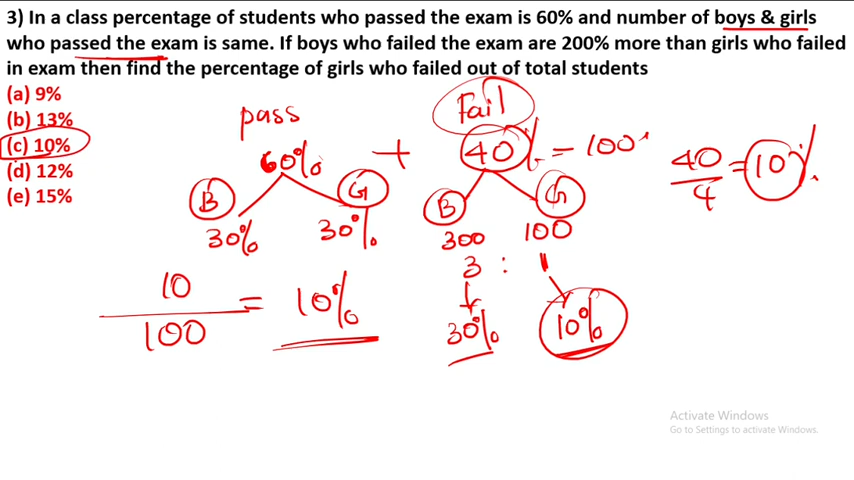 3) In a class percentage of students who passed the exam is 60% and number of boys & girls
who passed the exam is same. If boys who failed the exam are 200% more than girls who failed
in exam then find the percentage of girls who failed out of total students
(a) 9%
(b) 13%
(c) 10%
(d) 12%
(e) 15%
pass
Fail
60% + 40% = 100%
40/4 = 10%
B G B G
30% 30% 300 100
3 : 1
10/100 = 10%
30% 10%
Activate Windows
Go to Settings to activate Windows.